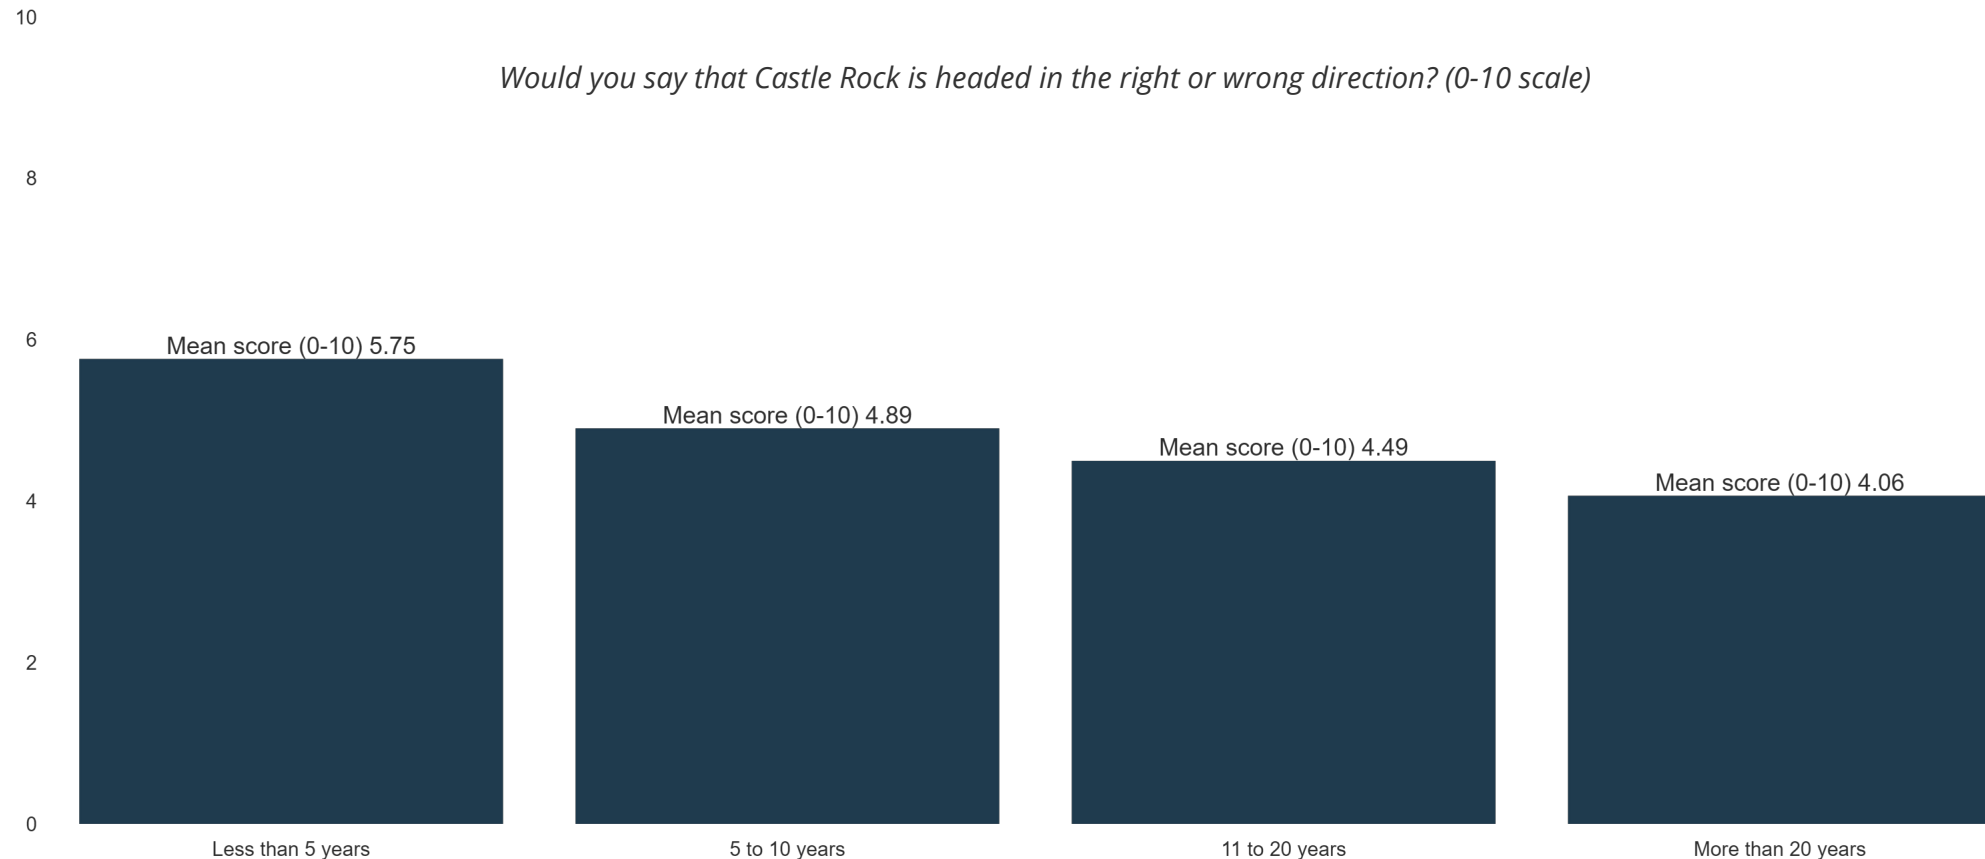 10
Would you say that Castle Rock is headed in the right or wrong direction? (0-10 scale)
8
6
Mean score (0-10) 5.75
Mean score (0-10) 4.89
Mean score (0-10) 4.49
Mean score (0-10) 4.06
4
2
0
Less than 5 years
5 to 10 years
11 to 20 years
More than 20 years